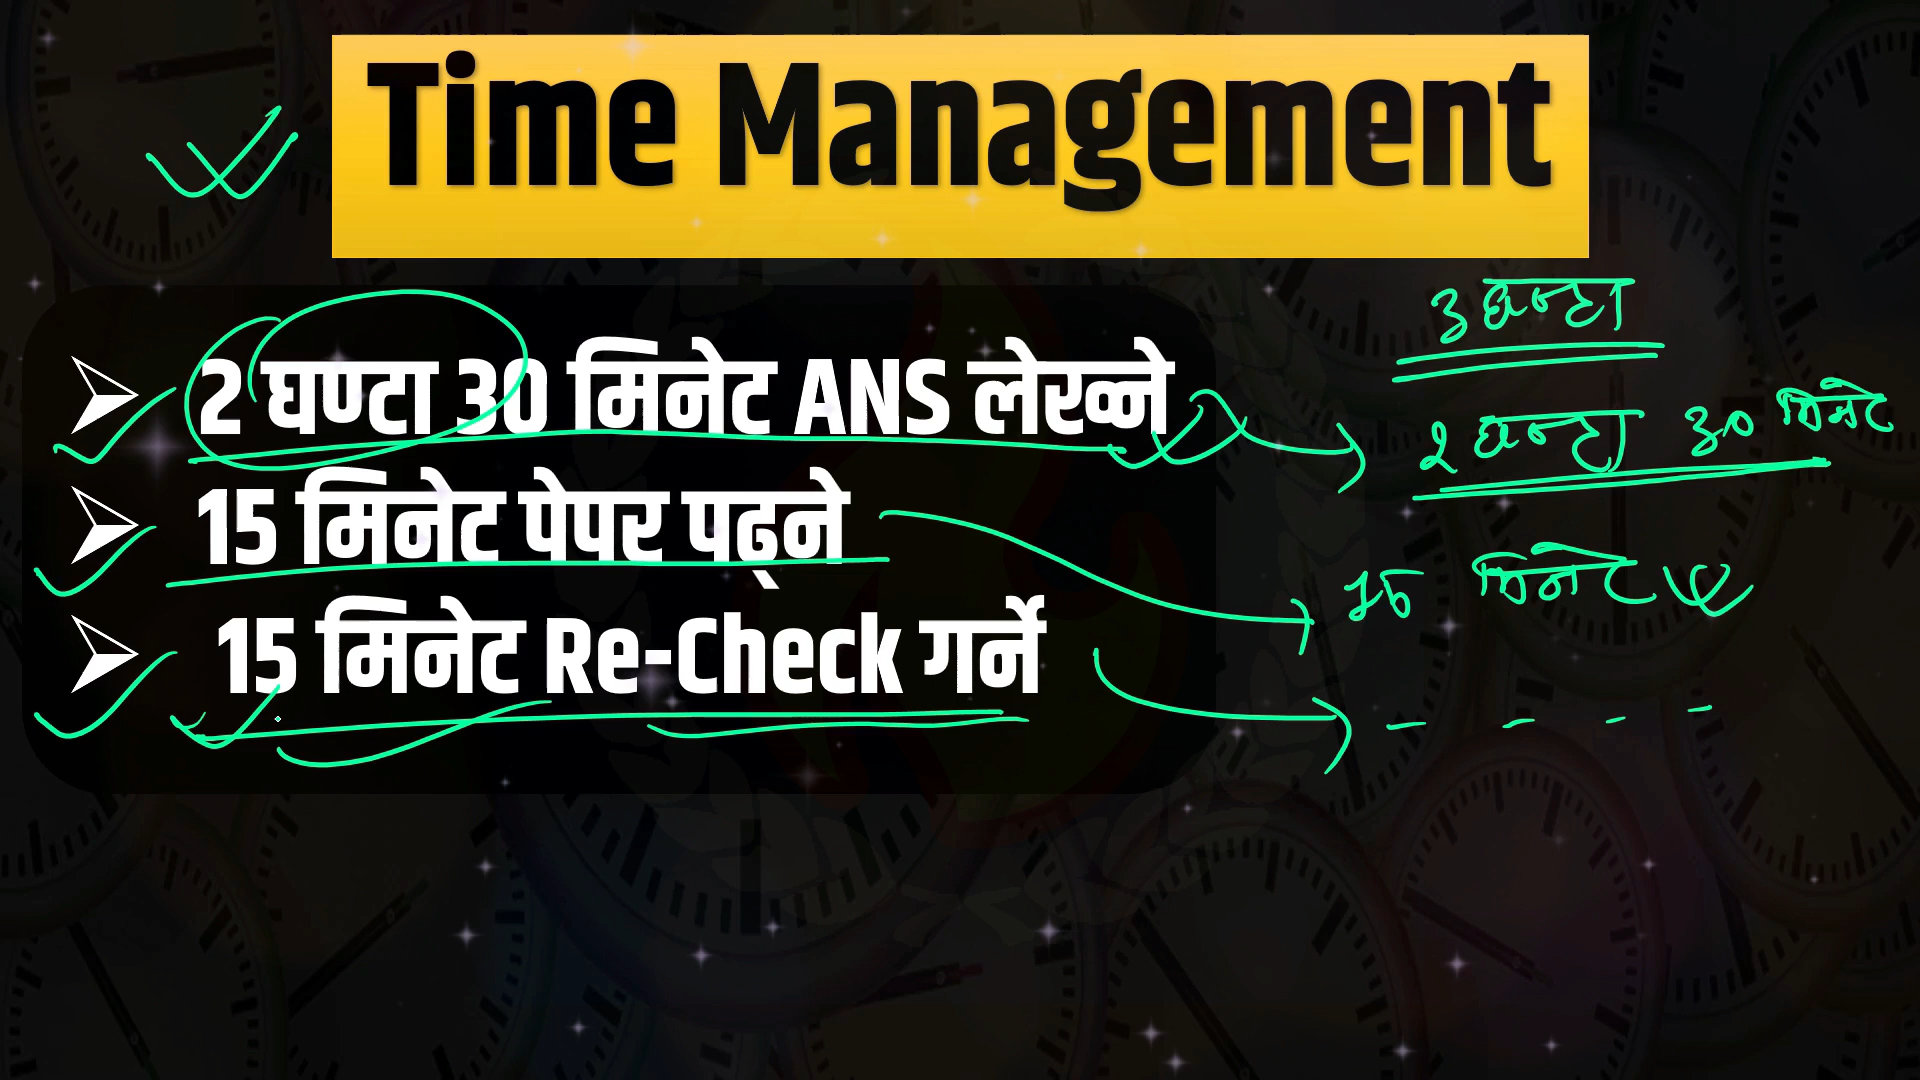 Time Management
2 घण्टा 30 मिनेट ANS लेख्ने
15 मिनेट पेपर पढ्ने
15 मिनेट Re-Check गर्ने
3 घन्टा
2 घन्टा 30 मिनेट
15 मिनेट